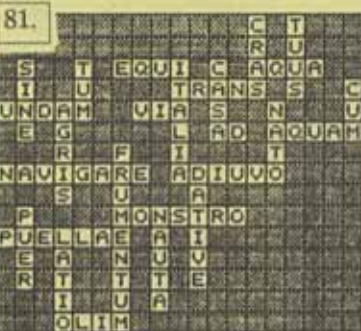 81.
C T
R U
S T EQUI C AQUA
I U TRANS S C
UNDAM VIA S N U
E G L AD AQUAM
R F I T
NAVIGARE ADIUVO
S U A
P MONSTRO
PUELLAE A I
E A N U V
R T T T E
I U A
OLIM